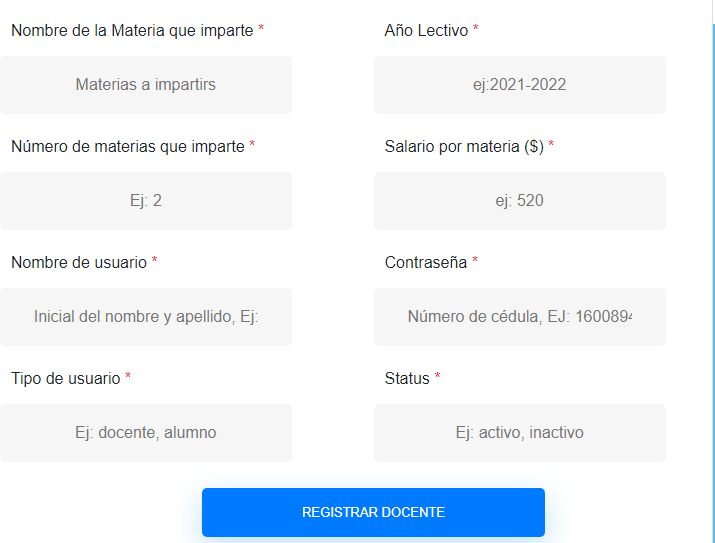 Nombre de la Materia que imparte * Año Lectivo *
Materias a impartirs ej:2021-2022
Número de materias que imparte * Salario por materia ($) *
Ej: 2 ej: 520
Nombre de usuario * Contraseña *
Inicial del nombre y apellido, Ej: Número de cédula, EJ: 1600894
Tipo de usuario * Status *
Ej: docente, alumno Ej: activo, inactivo
REGISTRAR DOCENTE